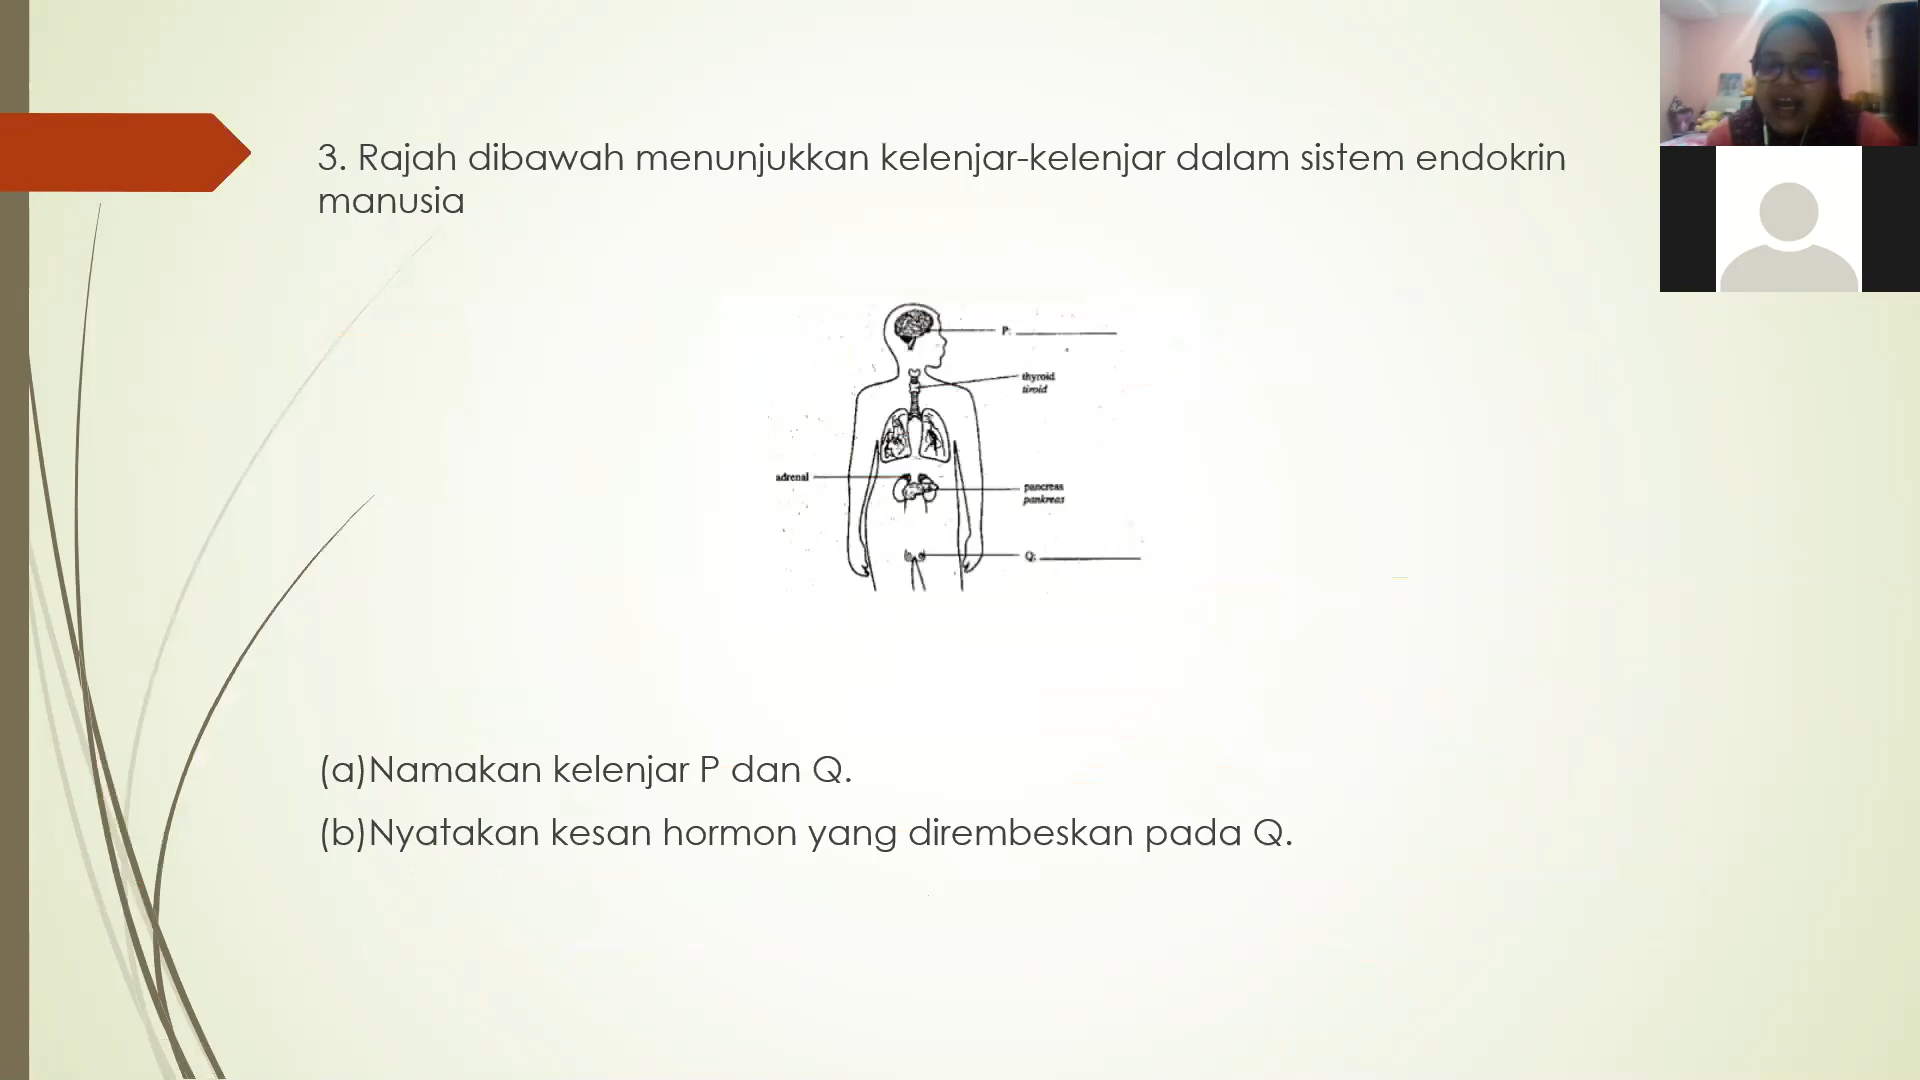 3. Rajah dibawah menunjukkan kelenjar-kelenjar dalam sistem endokrin
manusia
P:
thyroid
tiroid
adrenal
pancreas
pankreas
Q:
(a)Namakan kelenjar P dan Q.
(b)Nyatakan kesan hormon yang dirembeskan pada Q.